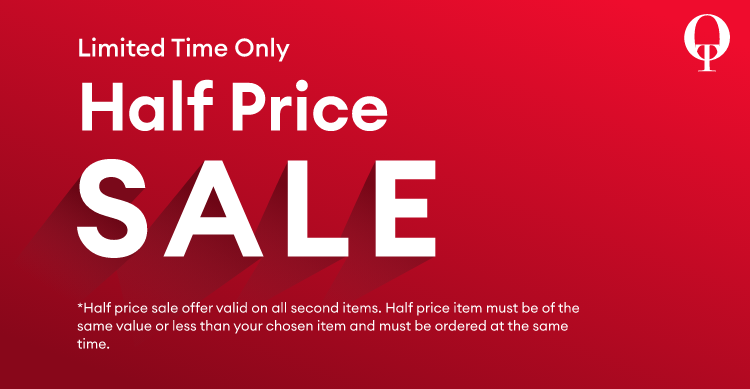 Limited Time Only
Half Price
SALE
*Half price sale offer valid on all second items. Half price item must be of the
same value or less than your chosen item and must be ordered at the same
time.
OT